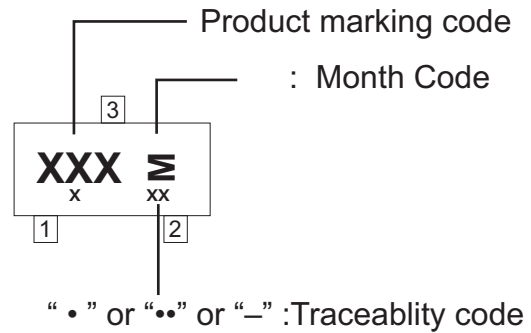 Product marking code
: Month Code
3
XXX M
x xx
1 2
“ • ” or “••” or “–” :Traceablity code